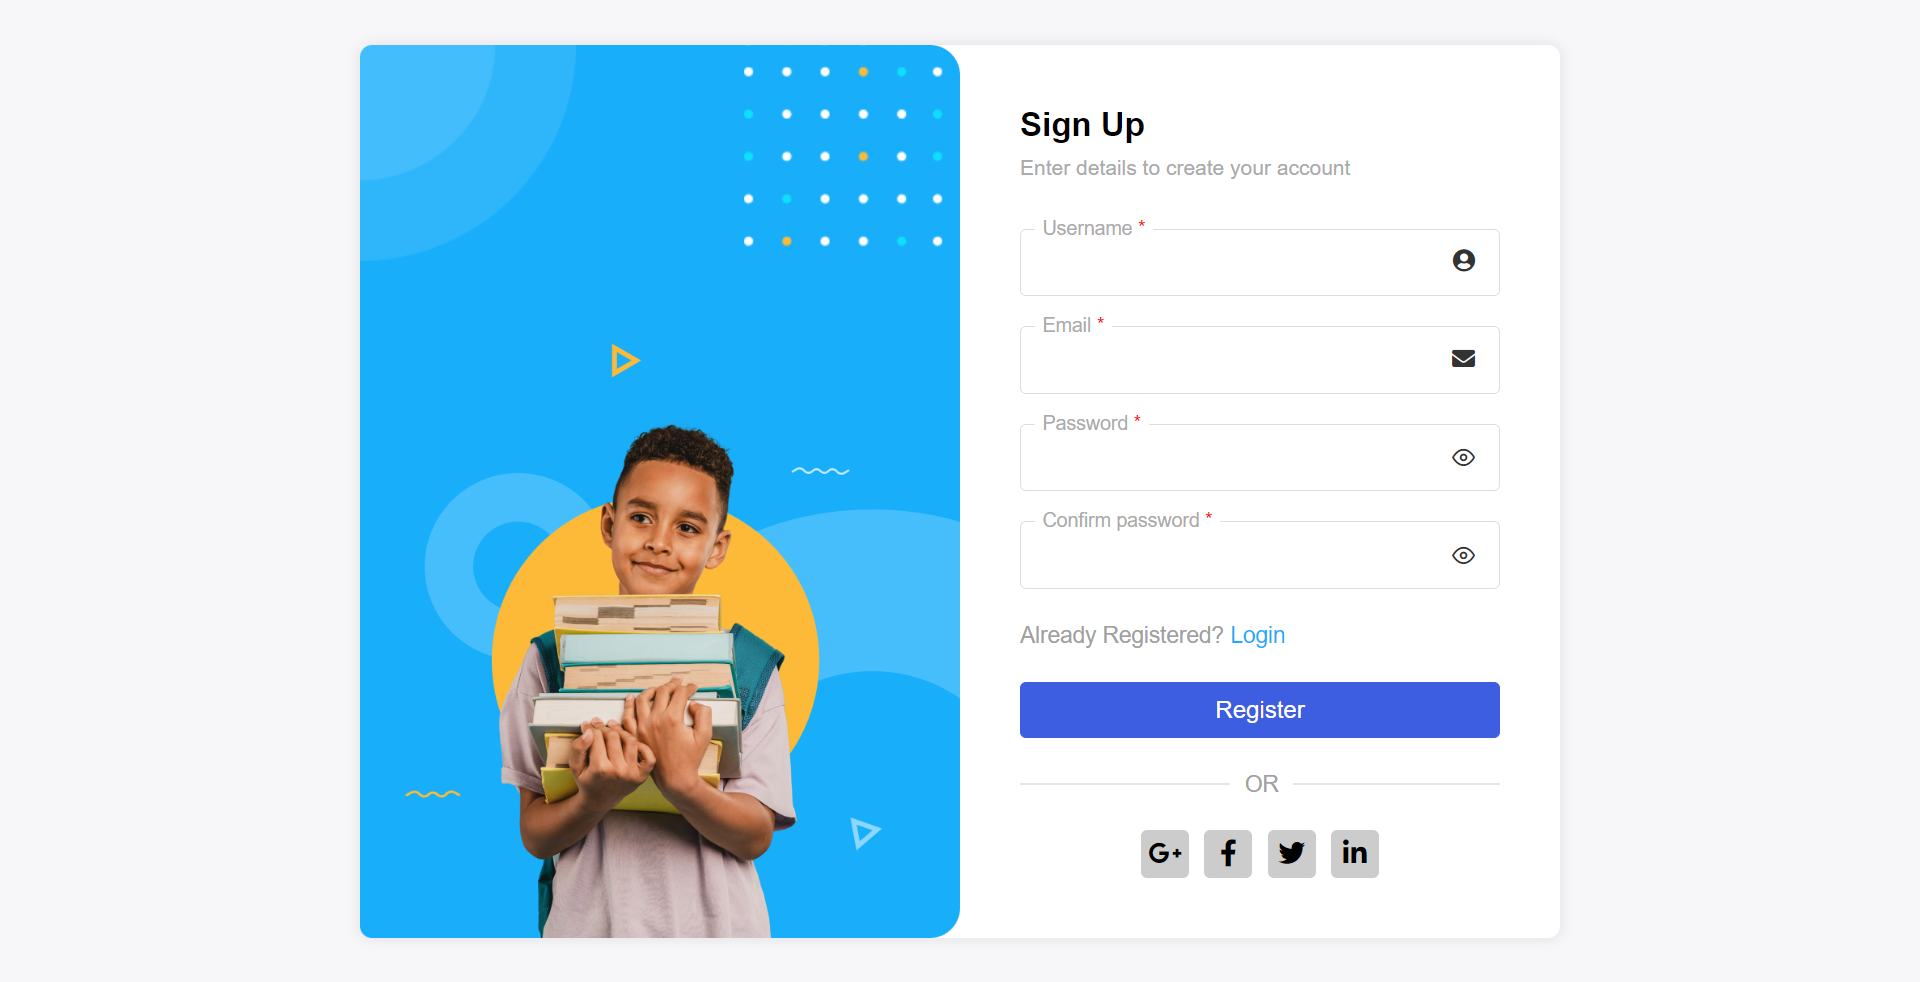 Sign Up
Enter details to create your account
Username *
Email *
Password *
Confirm password *
Already Registered? Login
Register
OR
G+
f
in